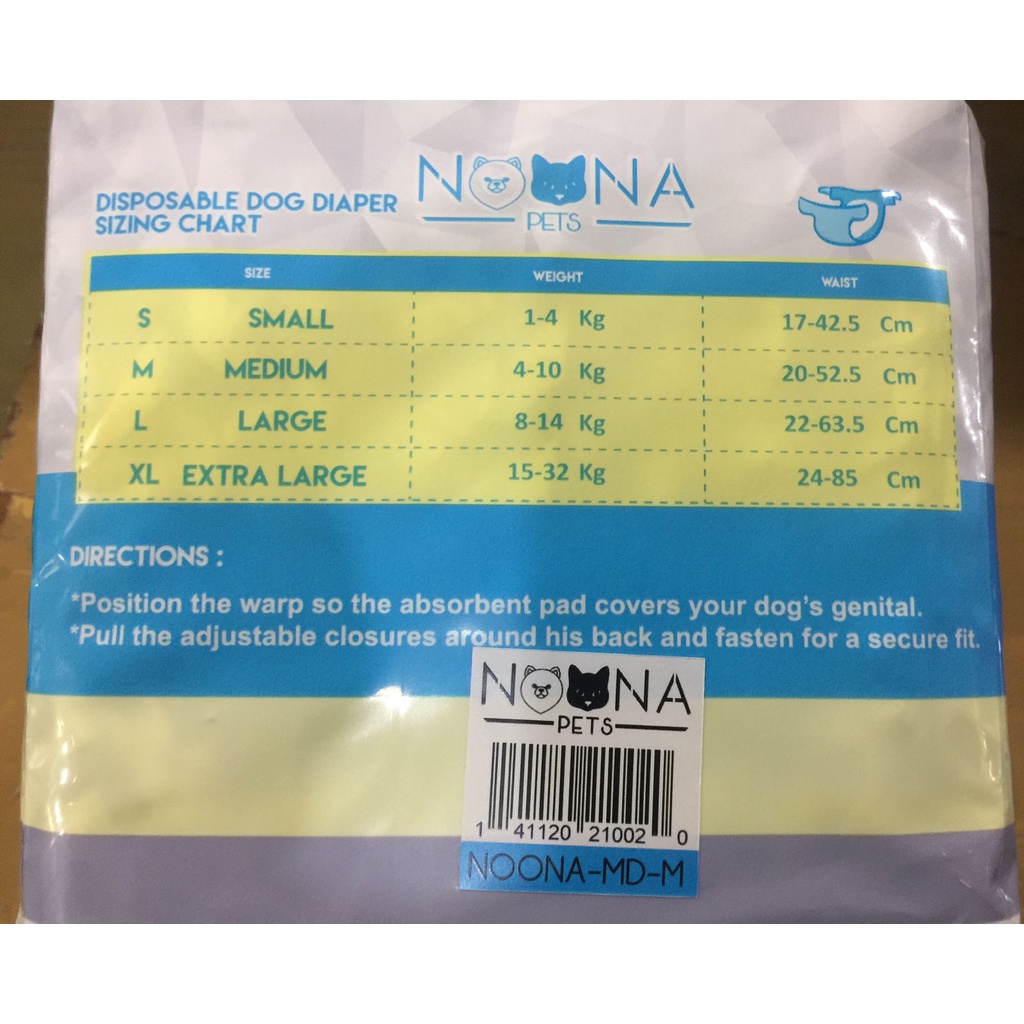 NOONA
PETS
DISPOSABLE DOG DIAPER
SIZING CHART
SIZE WEIGHT WAIST
S SMALL 1-4 Kg 17-42.5 Cm
M MEDIUM 4-10 Kg 20-52.5 Cm
L LARGE 8-14 Kg 22-63.5 Cm
XL EXTRA LARGE 15-32 Kg 24-85 Cm
DIRECTIONS :
*Position the warp so the absorbent pad covers your dog's genital.
*Pull the adjustable closures around his back and fasten for a secure fit.
NOONA
PETS
1 41120 21002 0
NOONA-MD-M